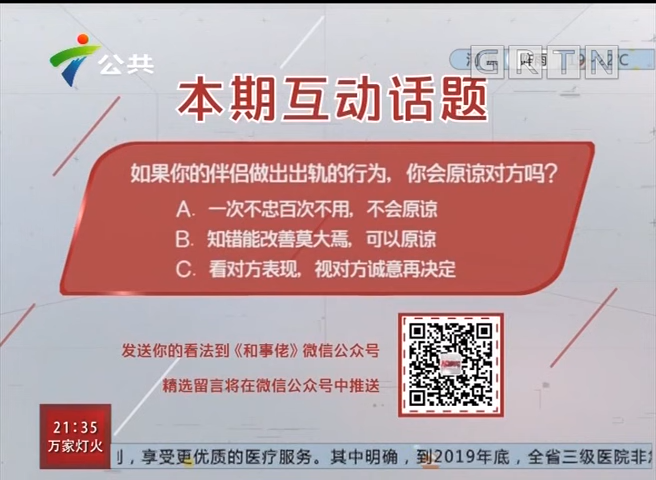 公共
GRTN
本期互动话题
如果你的伴侣做出出轨的行为，你会原谅对方吗？
A. 一次不忠百次不用，不会原谅
B. 知错能改善莫大焉，可以原谅
C. 看对方表现，视对方诚意再决定
发送你的看法到《和事佬》微信公众号
精选留言将在微信公众号中推送
21:35
万家灯火
，享受更优质的医疗服务。其中明确，到2019年底，全省三级医院非